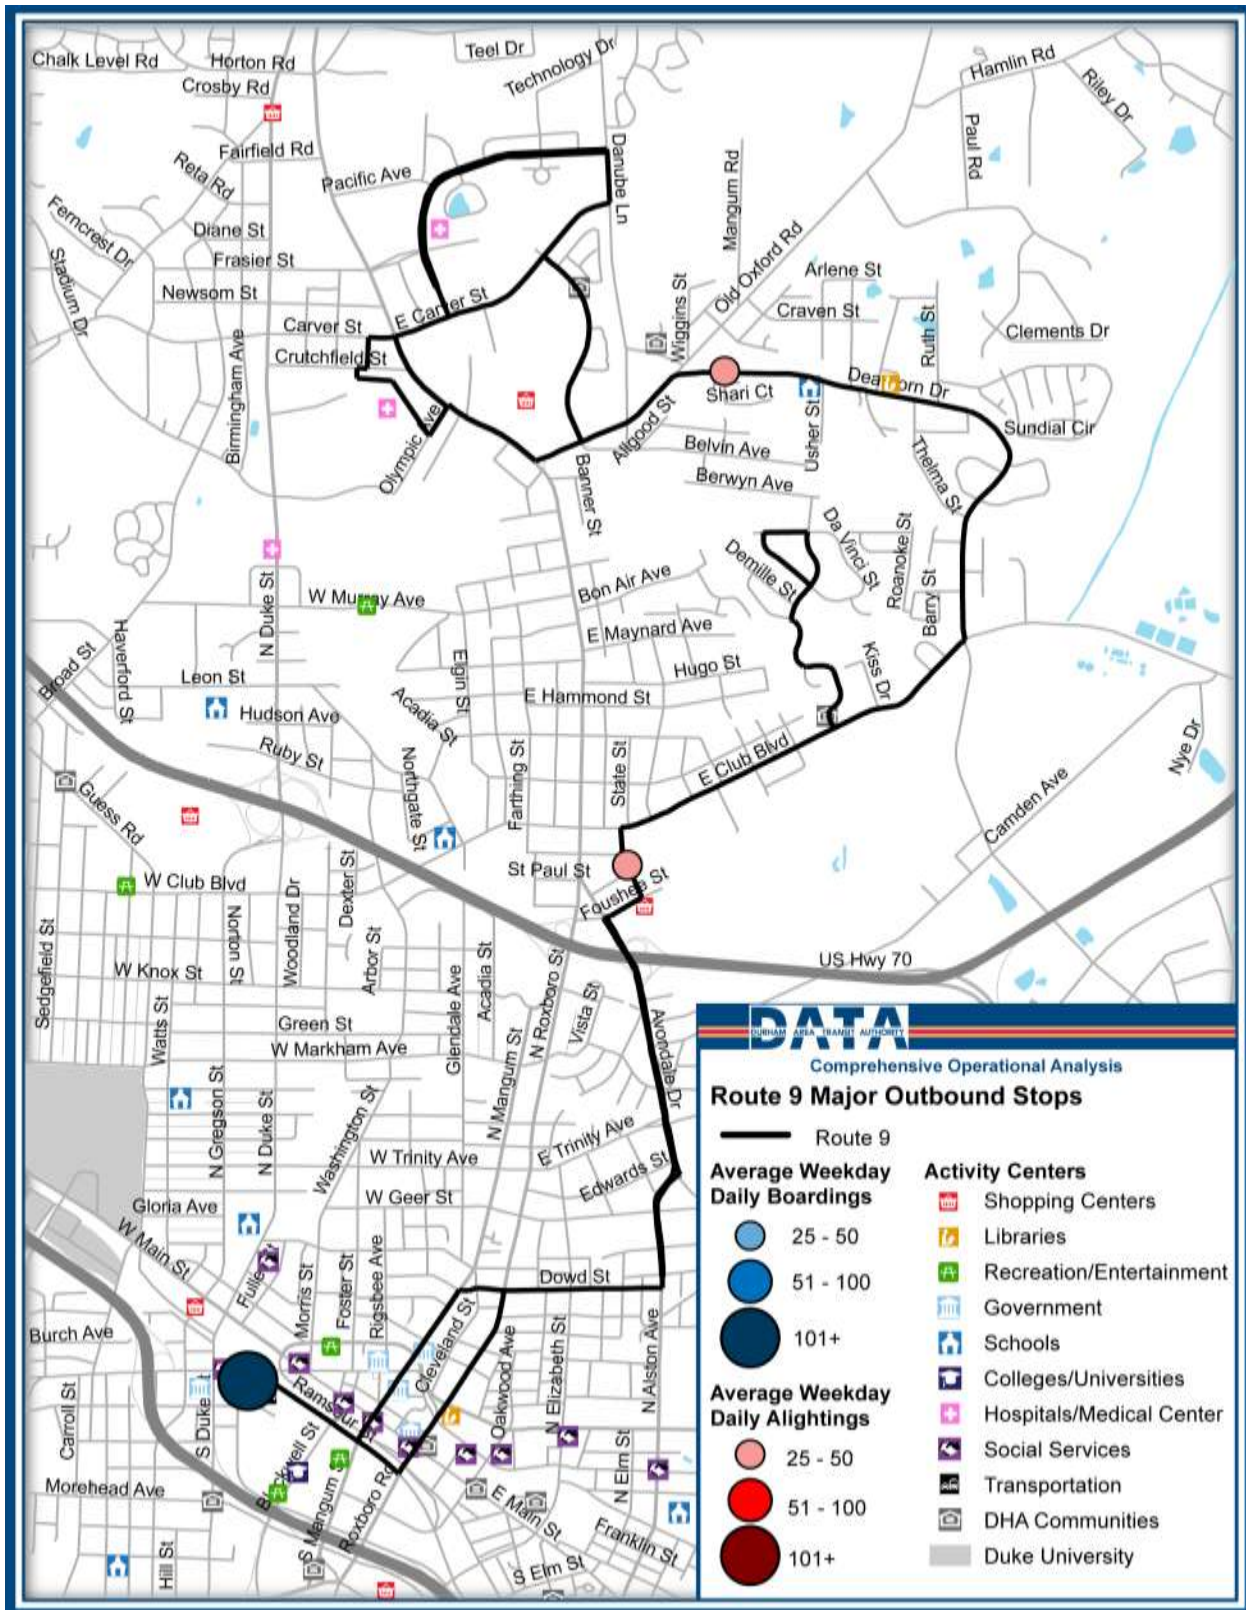 Chalk Level Rd
Horton Rd
Teel Dr
Technology Dr
Hamlin Rd
Crosby Rd
Riley Dr
Fairfield Rd
Reta Rd
Pacific Ave
Danube Ln
Mangum Rd
Paul Rd
Ferncrest Dr
Diane St
Frasier St
Stadium Dr
Newsom St
Old Oxford Rd
Arlene St
Craven St
Wiggins St
Ruth St
Clements Dr
E Carver St
Carver St
Crutchfield St
Birmingham Ave
Shari Ct
Dearborn Dr
Olympic Ave
Allgood St
Usher St
Sundial Cir
Belvin Ave
Berwyn Ave
Thelma St
Banner St
Da Vinci St
Roanoke St
Demille St
Barry St
Bon Air Ave
N Duke St
W Murray Ave
E Maynard Ave
Haverford St
Broad St
Leon St
Elgin St
Hugo St
Kiss Dr
Acadia St
E Hammond St
Hudson Ave
Ruby St
Nye Dr
Northgate St
Farthing St
State St
E Club Blvd
Guess Rd
Camden Ave
W Club Blvd
Dexter St
St Paul St
Foushee St
Norton St
Woodland Dr
Sedgefield St
Arbor St
Acadia St
N Roxboro St
US Hwy 70
W Knox St
Glendale Ave
Vista St
Watts St
Green St
W Markham Ave
Avondale Dr
N Mangum St
N Gregson St
N Duke St
Washington St
W Trinity Ave
E Trinity Ave
Edwards St
W Geer St
Gloria Ave
W Main St
Fuller St
Morris St
Foster St
Rigsbee Ave
Dowd St
Cleveland St
Oakwood Ave
N Elizabeth St
N Alston Ave
Burch Ave
Carroll St
S Duke
Ramseur
Blackwell St
N Elm St
Morehead Ave
S Mangum S
Roxboro Rd
E Main St
Franklin St
Hill St
S Elm St
DATA
DURHAM AREA TRANSIT AUTHORITY
Comprehensive Operational Analysis
Route 9 Major Outbound Stops
Route 9
Average Weekday
Daily Boardings
25 - 50
51 - 100
101+
Average Weekday
Daily Alightings
25 - 50
51 - 100
101+
Activity Centers
Shopping Centers
Libraries
Recreation/Entertainment
Government
Schools
Colleges/Universities
Hospitals/Medical Center
Social Services
Transportation
DHA Communities
Duke University